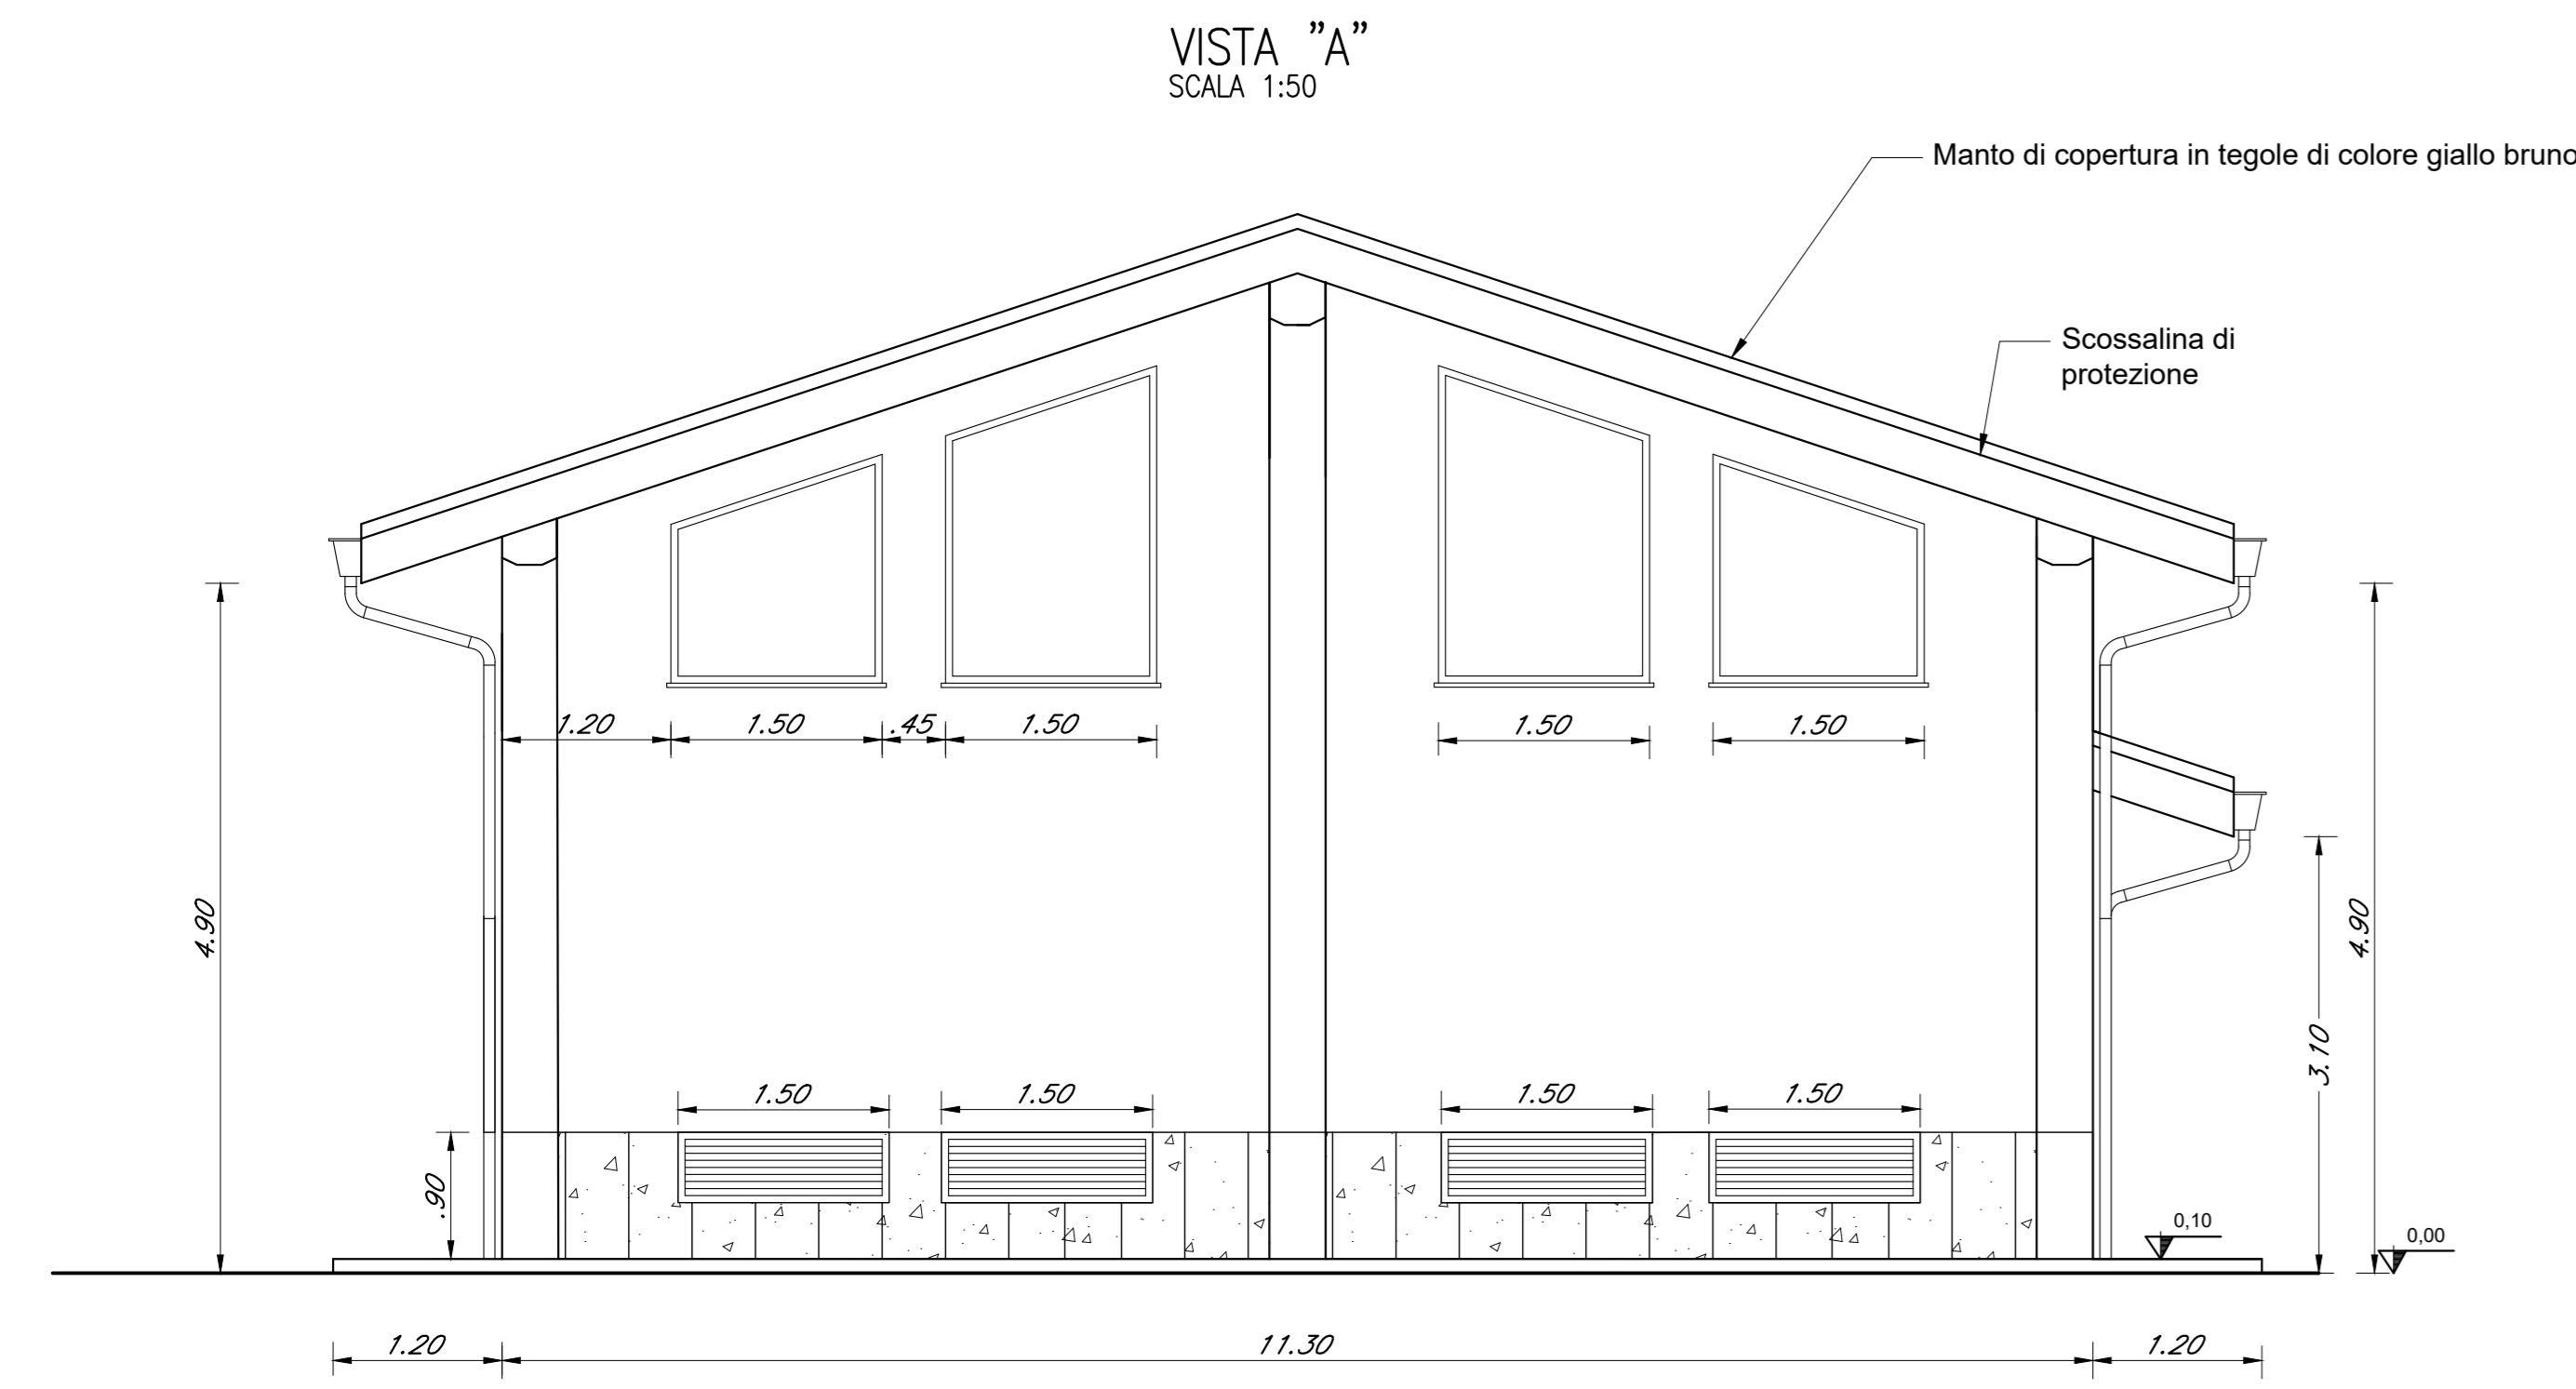 VISTA ”A”
SCALA 1:50
Manto di copertura in tegole di colore giallo bruno
Scossalina di
protezione
1.20 1.50 .45 1.50 1.50 1.50
4.90 4.90
3.10
1.50 1.50 1.50 1.50
.90
0,10
0,00
1.20 11.30 1.20